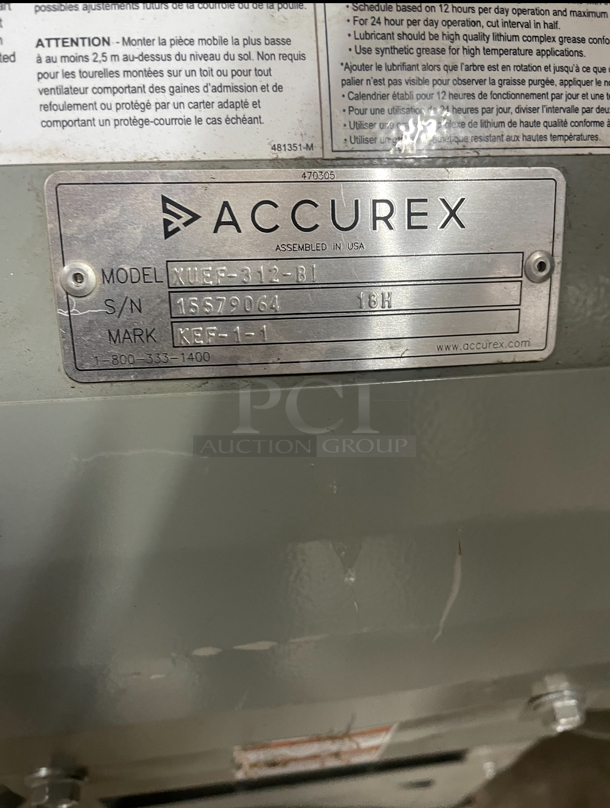 possibles ajustements futurs de la courroie ou de la poulie.
ATTENTION - Monter la pièce mobile la plus basse
à au moins 2,5 m au-dessus du niveau du sol. Non requis
pour les tourelles montées sur un toit ou pour tout
ventilateur comportant des gaines d'admission et de
refoulement ou protégé par un carter adapté et
comportant un protège-courroie le cas échéant.
481351-M
• Schedule based on 12 hours per day operation and maximum
• For 24 hour per day operation, cut interval in half.
• Lubricant should be high quality lithium complex grease
• Use synthetic grease for high temperature applications.
*Ajouter le lubrifiant alors que l'arbre est en rotation et jusqu'à ce que
palier n'est pas visible pour observer la graisse purgée, appliquer le
• Calendrier établi pour 12 heures de fonctionnement par jour et une
• Pour une utilisation 24 heures par jour, diviser l'intervalle par
• Utiliser de lithium de haute qualité conforme à
• Utiliser resistant aux hautes températures.
470305
ACCUREX
ASSEMBLED IN USA
MODEL XUEF-312-BI
S/N 15579064 18H
MARK KEF-1-1
1-800-333-1400 www.accurex.com
PCI
AUCTION GROUP